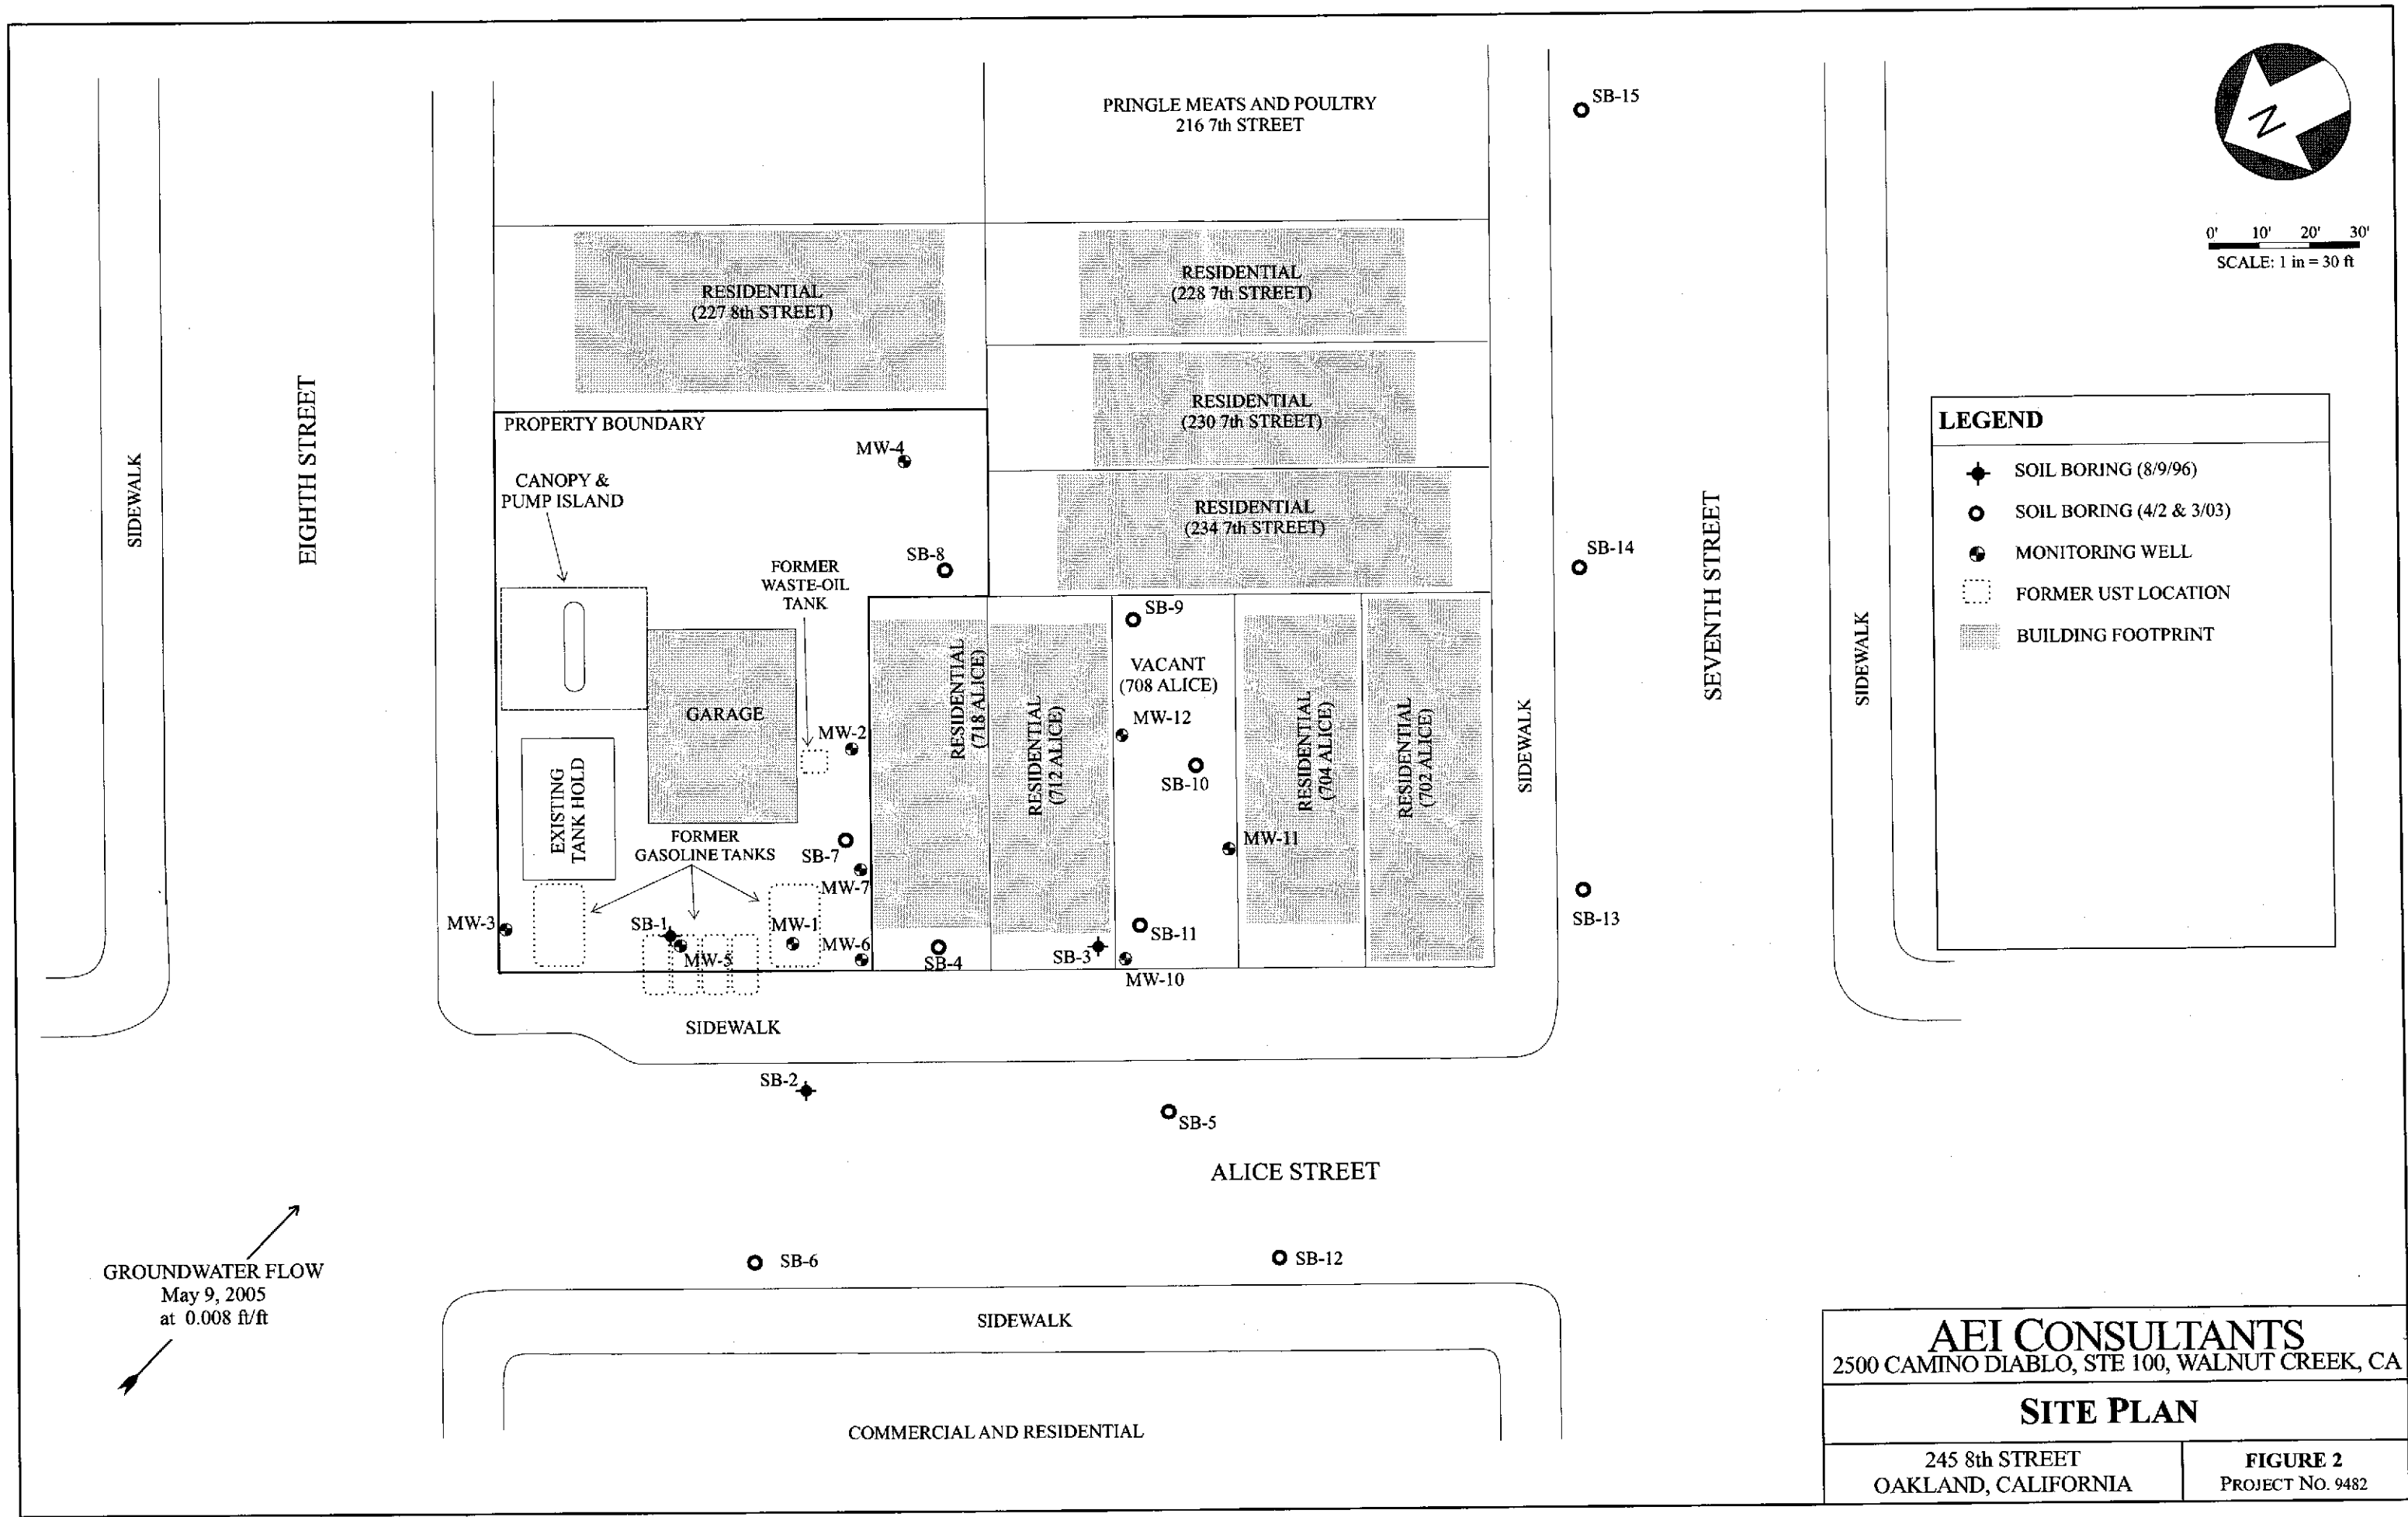 PRINGLE MEATS AND POULTRY
216 7th STREET
SB-15
N
0' 10' 20' 30'
SCALE: 1 in = 30 ft
RESIDENTIAL
(227 8th STREET)
RESIDENTIAL
(228 7th STREET)
RESIDENTIAL
(230 7th STREET)
RESIDENTIAL
(234 7th STREET)
PROPERTY BOUNDARY
MW-4
CANOPY &
PUMP ISLAND
SIDEWALK
EIGHTH STREET
SB-8
FORMER
WASTE-OIL
TANK
SB-14
SEVENTH STREET
SIDEWALK
SIDEWALK
LEGEND
SOIL BORING (8/9/96)
SOIL BORING (4/2 & 3/03)
MONITORING WELL
FORMER UST LOCATION
BUILDING FOOTPRINT
SB-9
VACANT
(708 ALICE)
MW-12
SB-10
GARAGE
MW-2
RESIDENTIAL
(718 ALICE)
RESIDENTIAL
(712 ALICE)
RESIDENTIAL
(704 ALICE)
RESIDENTIAL
(702 ALICE)
EXISTING
TANK HOLD
FORMER
GASOLINE TANKS
SB-7
MW-7
MW-11
MW-3
SB-1
MW-5
MW-1
MW-6
SB-4
SB-3
SB-11
MW-10
SB-13
SIDEWALK
SB-2
SB-5
ALICE STREET
SB-6
SB-12
GROUNDWATER FLOW
May 9, 2005
at 0.008 ft/ft
SIDEWALK
COMMERCIAL AND RESIDENTIAL
AEI CONSULTANTS
2500 CAMINO DIABLO, STE 100, WALNUT CREEK, CA
SITE PLAN
245 8th STREET
OAKLAND, CALIFORNIA
FIGURE 2
PROJECT NO. 9482